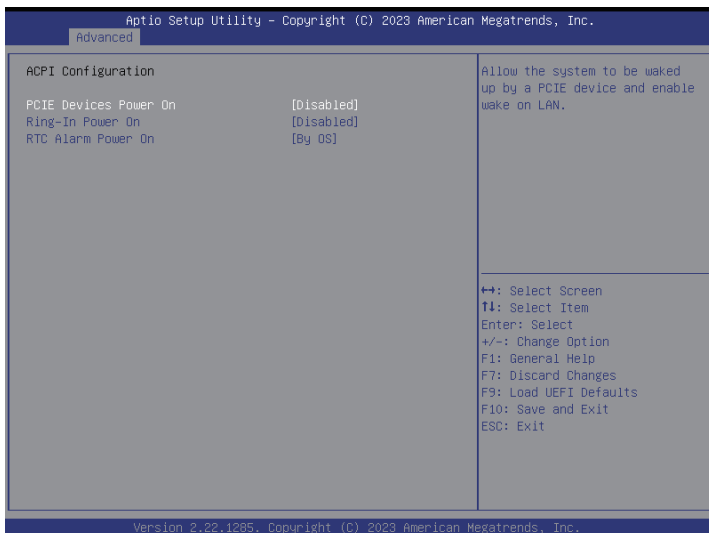 Aptio Setup Utility – Copyright (C) 2023 American Megatrends, Inc.
Advanced
ACPI Configuration
PCIE Devices Power On [Disabled]
Ring-In Power On [Disabled]
RTC Alarm Power On [By OS]
Allow the system to be waked
up by a PCIE device and enable
wake on LAN.
↔: Select Screen
↑↓: Select Item
Enter: Select
+/-: Change Option
F1: General Help
F7: Discard Changes
F9: Load UEFI Defaults
F10: Save and Exit
ESC: Exit
Version 2.22.1285. Copyright (C) 2023 American Megatrends, Inc.